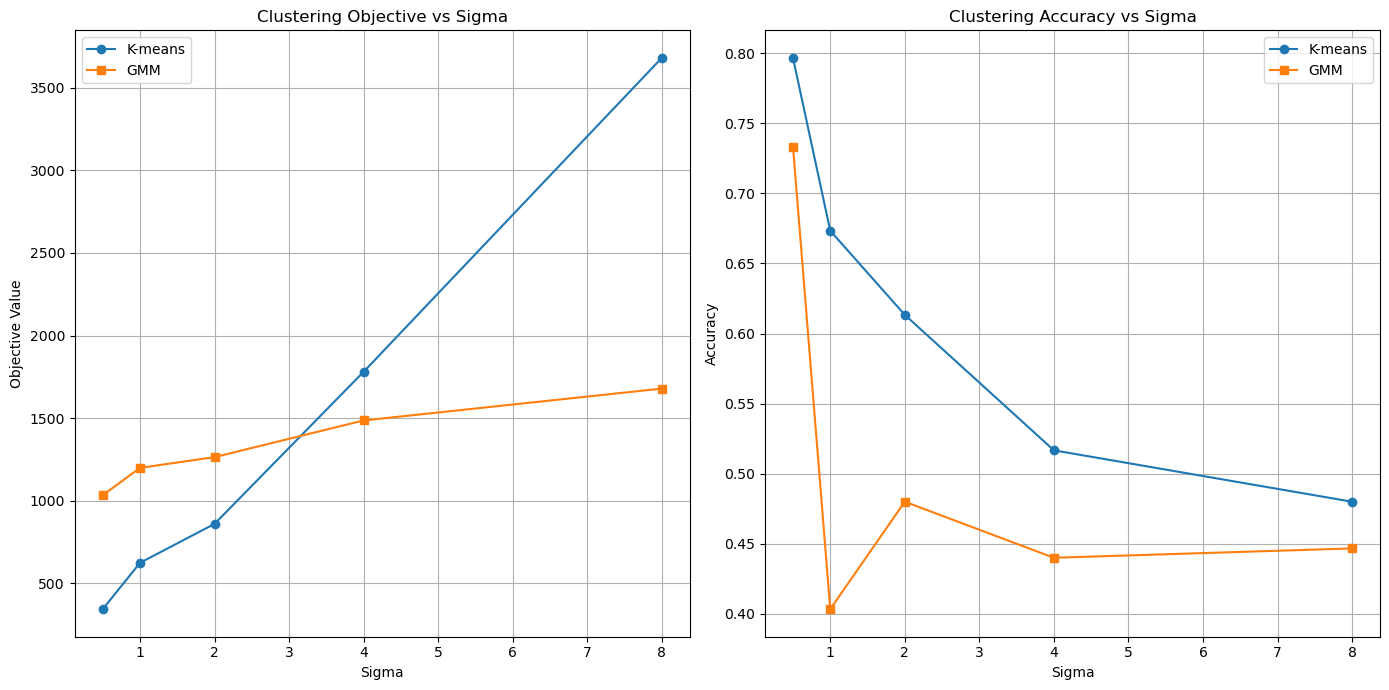 Clustering Objective vs Sigma
K-means
GMM
3500
3000
2500
2000
1500
1000
500
Objective Value
1 2 3 4 5 6 7 8
Sigma
Clustering Accuracy vs Sigma
K-means
GMM
0.80
0.75
0.70
0.65
0.60
0.55
0.50
0.45
0.40
Accuracy
1 2 3 4 5 6 7 8
Sigma